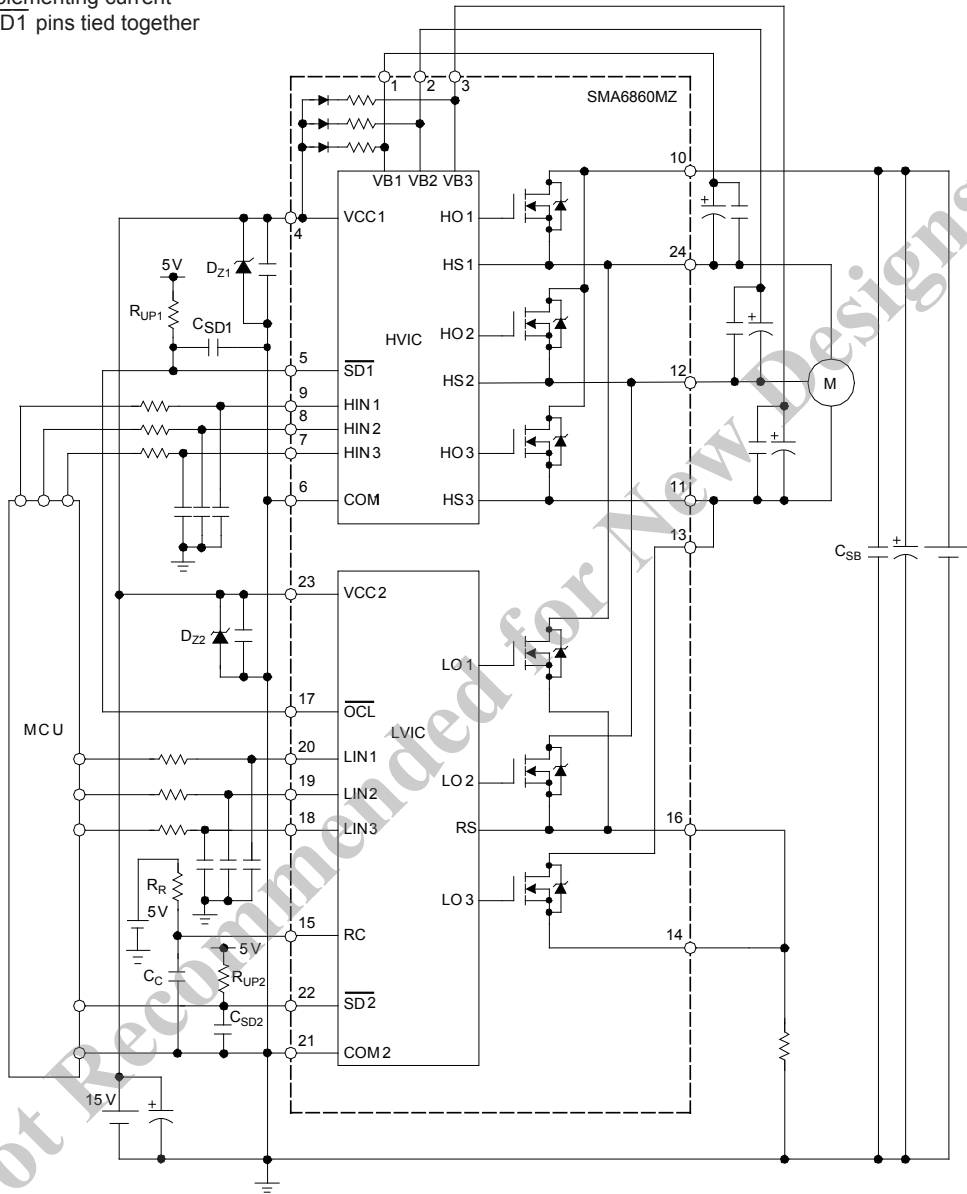 plementing current
SD1 pins tied together
1
2
3
SMA6860MZ
VB1 VB2 VB3
10
4
VCC1
HO1
5V
DZ1
24
HS1
RUP1
CSD1
HVIC
HO2
5
SD1
HS2
12
M
9
HIN1
8
HIN2
7
HIN3
HO3
6
COM1
HS3
11
13
CSB
23
VCC2
DZ2
LO1
17
OCL
MCU
LVIC
20
LIN1
19
LIN2
LO2
18
LIN3
RS
16
RR
5V
LO3
15
RC
14
5V
CC
RUP2
22
SD2
CSD2
21
COM2
15V
Not Recommended for New Designs